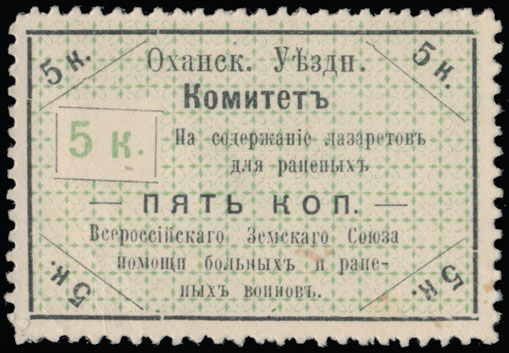 5 к. Оханск. Уѣздн. 5 к.
Комитетъ
5 к.
На содержаніе лазаретовъ
для раненыхъ
— ПЯТЬ КОП. —
Всероссійскаго Земскаго Союза
помощи больныхъ и ране-
ныхъ воиновъ.
5 к. 5 к.